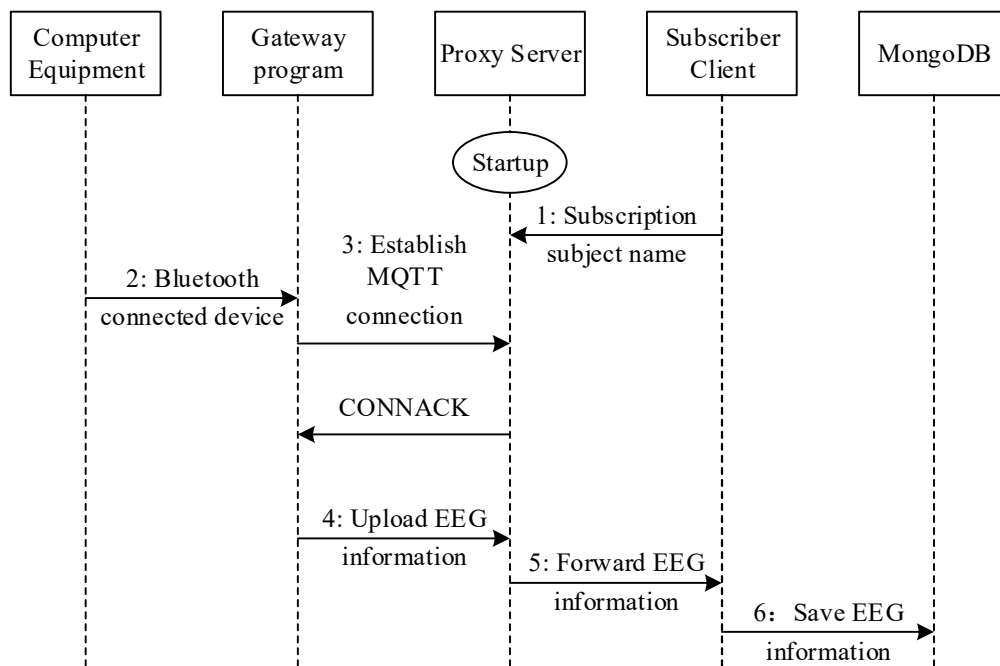 Computer
Equipment
Gateway
program
Proxy Server
Subscriber
Client
MongoDB
Startup
1: Subscription
subject name
3: Establish
MQTT
connection
2: Bluetooth
connected device
CONNACK
4: Upload EEG
information
5: Forward EEG
information
6：Save EEG
information